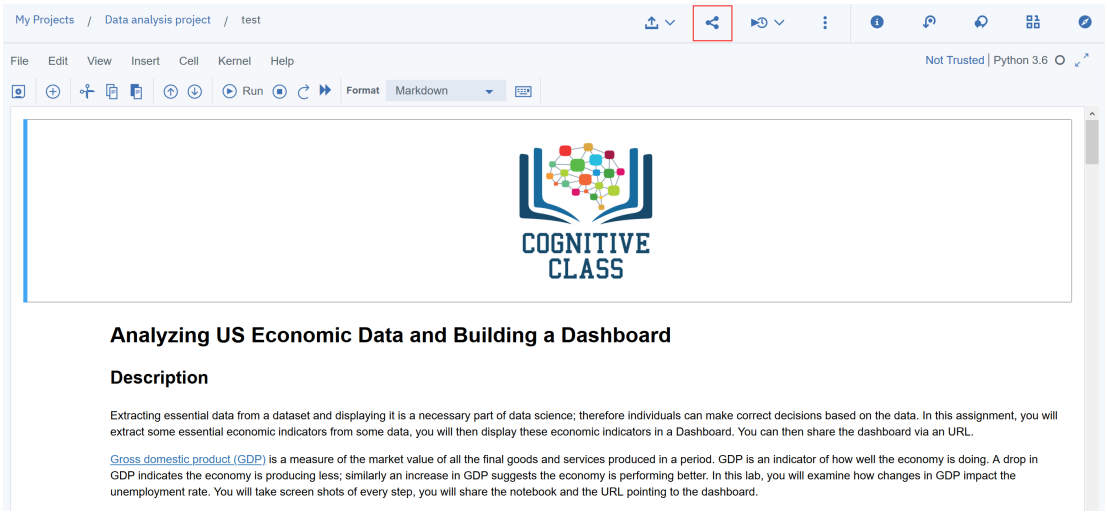 My Projects / Data analysis project / test
File Edit View Insert Cell Kernel Help
Not Trusted | Python 3.6
Run Format Markdown
COGNITIVE
CLASS
Analyzing US Economic Data and Building a Dashboard
Description
Extracting essential data from a dataset and displaying it is a necessary part of data science; therefore individuals can make correct decisions based on the data. In this assignment, you will
extract some essential economic indicators from some data, you will then display these economic indicators in a Dashboard. You can then share the dashboard via an URL.
Gross domestic product (GDP) is a measure of the market value of all the final goods and services produced in a period. GDP is an indicator of how well the economy is doing. A drop in
GDP indicates the economy is producing less; similarly an increase in GDP suggests the economy is performing better. In this lab, you will examine how changes in GDP impact the
unemployment rate. You will take screen shots of every step, you will share the notebook and the URL pointing to the dashboard.